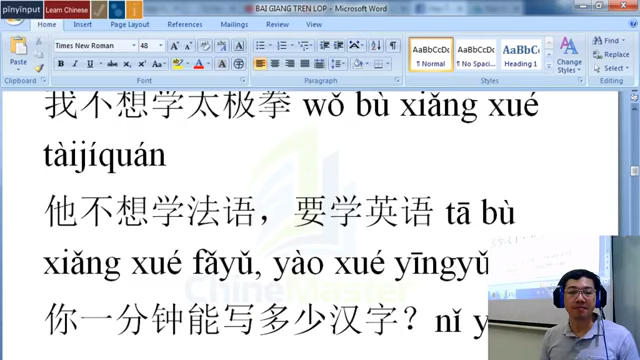 pinyinput
Learn Chinese
BAI GIANG TREN LOP - Microsoft Word
Home
Insert
Page Layout
References
Mailings
Review
View
Paste
Clipboard
Times New Roman
48
Font
Paragraph
AaBbCcDc
AaBbCcDc
AaBbCc
¶ Normal
¶ No Spaci...
Heading 1
Change Styles
Styles
Find
Replace
Select
Editing
我不想学太极拳 wǒ bù xiǎng xué
tàijíquán
他不想学法语，要学英语 tā bù
xiǎng xué fǎyǔ, yào xué yīngyǔ
你一分钟能写多少汉字？nǐ y
ChineMaster